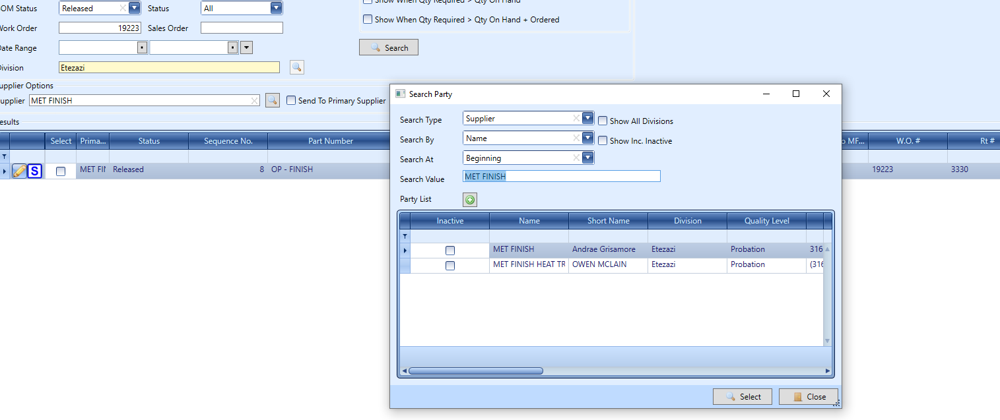 OM Status Released Status All Show When Qty Required > Qty On Hand
Work Order 19223 Sales Order Show When Qty Required > Qty On Hand + Ordered
Date Range Search
Division Etezazi
upplier Options
upplier MET FINISH Send To Primary Supplier
esults
Select Prima... Status Sequence No. Part Number o MF... W.O. # Rt #
MET FIN S Released 8 OP - FINISH 19223 3330
Search Party
Search Type Supplier Show All Divisions
Search By Name Show Inc. Inactive
Search At Beginning
Search Value MET FINISH
Party List
Inactive Name Short Name Division Quality Level
MET FINISH Andrae Grisamore Etezazi Probation 316
MET FINISH HEAT TR OWEN MCLAIN Etezazi Probation (316
Select Close